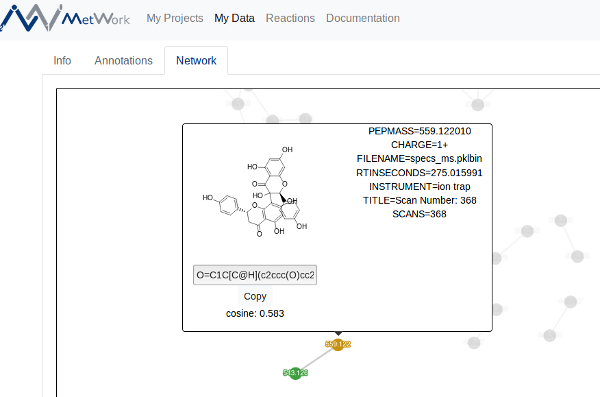 MetWork
My Projects My Data Reactions Documentation
Info Annotations Network
PEPMASS=559.122010
CHARGE=1+
FILENAME=specs_ms.pklbin
RTINSECONDS=275.015991
INSTRUMENT=ion trap
TITLE=Scan Number: 368
SCANS=368
OH
HO
OH
O
O
HO
OH
HO
O
O
OH
OH
O=C1C[C@H](c2ccc(O)cc2
Copy
cosine: 0.583
559.122